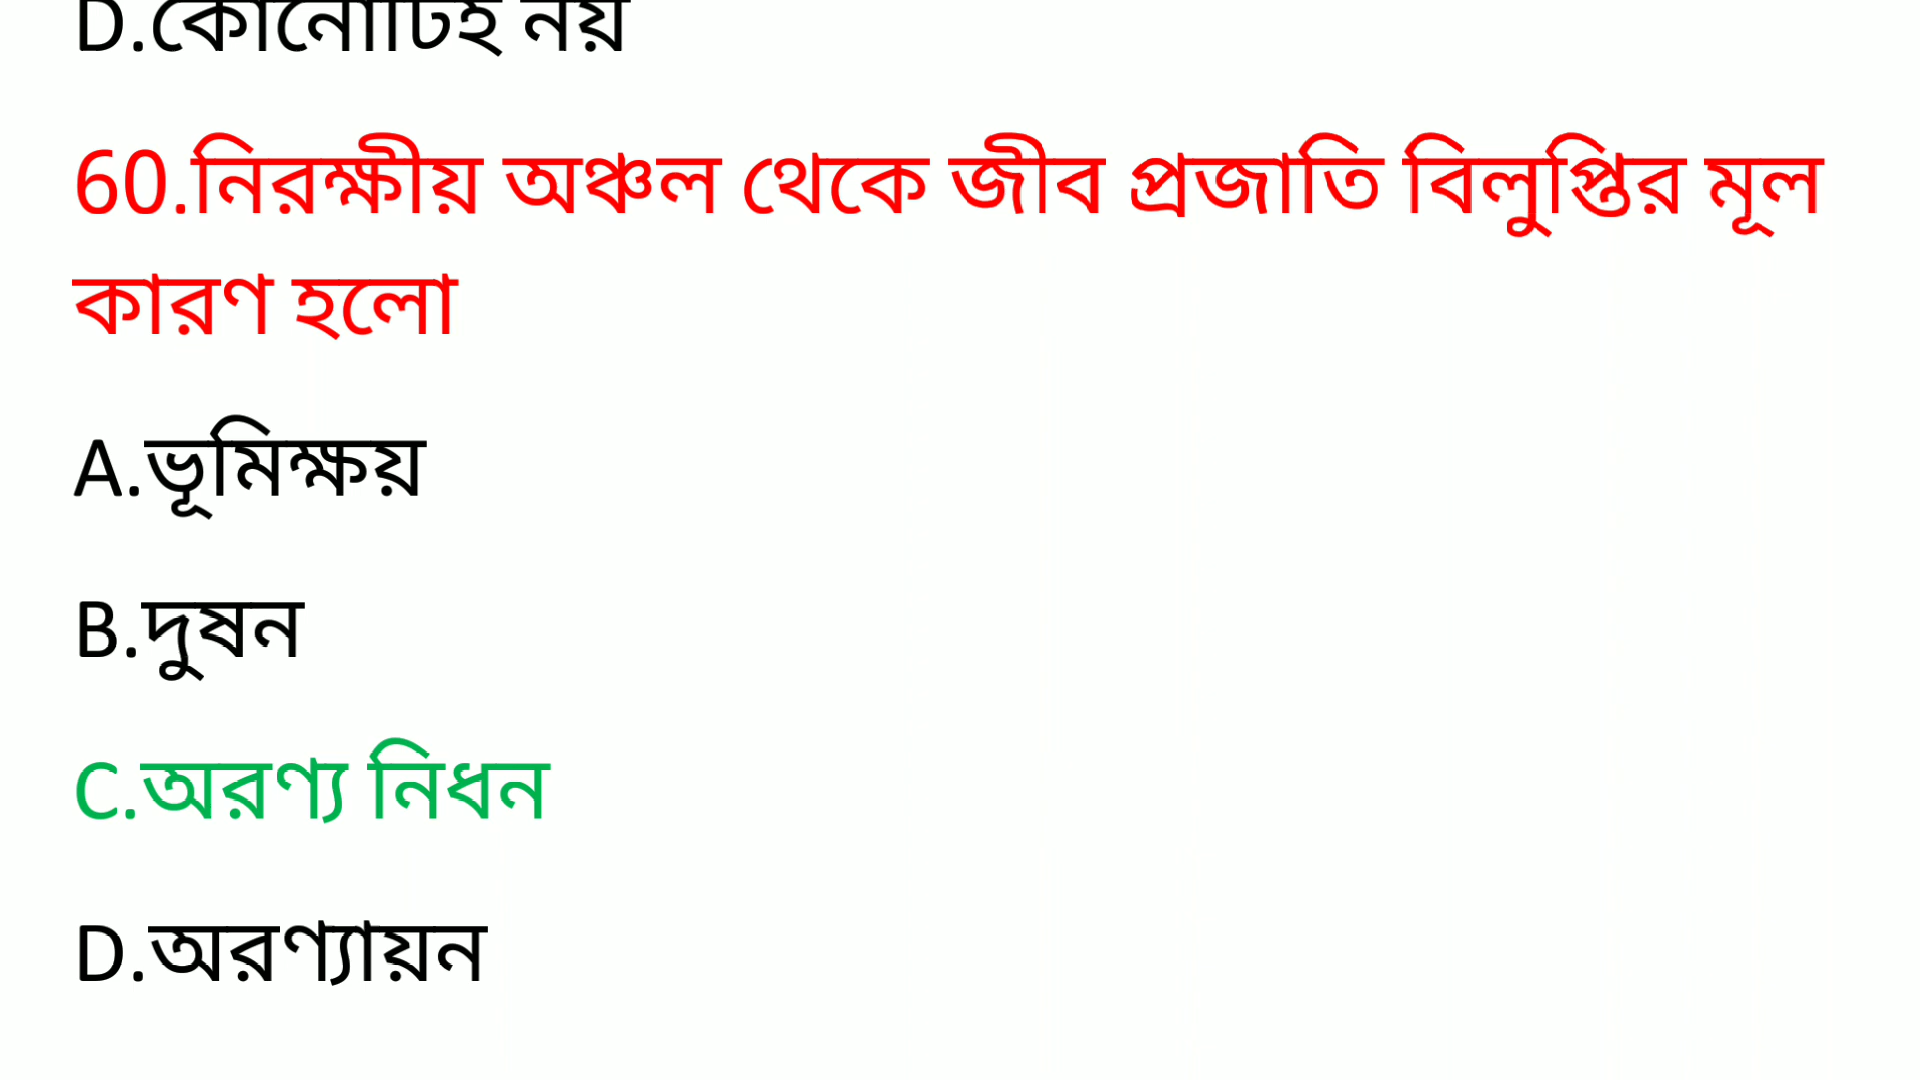 D.কোনোটিই নয়
60.নিরক্ষীয় অঞ্চল থেকে জীব প্রজাতি বিলুপ্তির মূল
কারণ হলো
A.ভূমিক্ষয়
B.দুষন
C.অরণ্য নিধন
D.অরণ্যায়ন